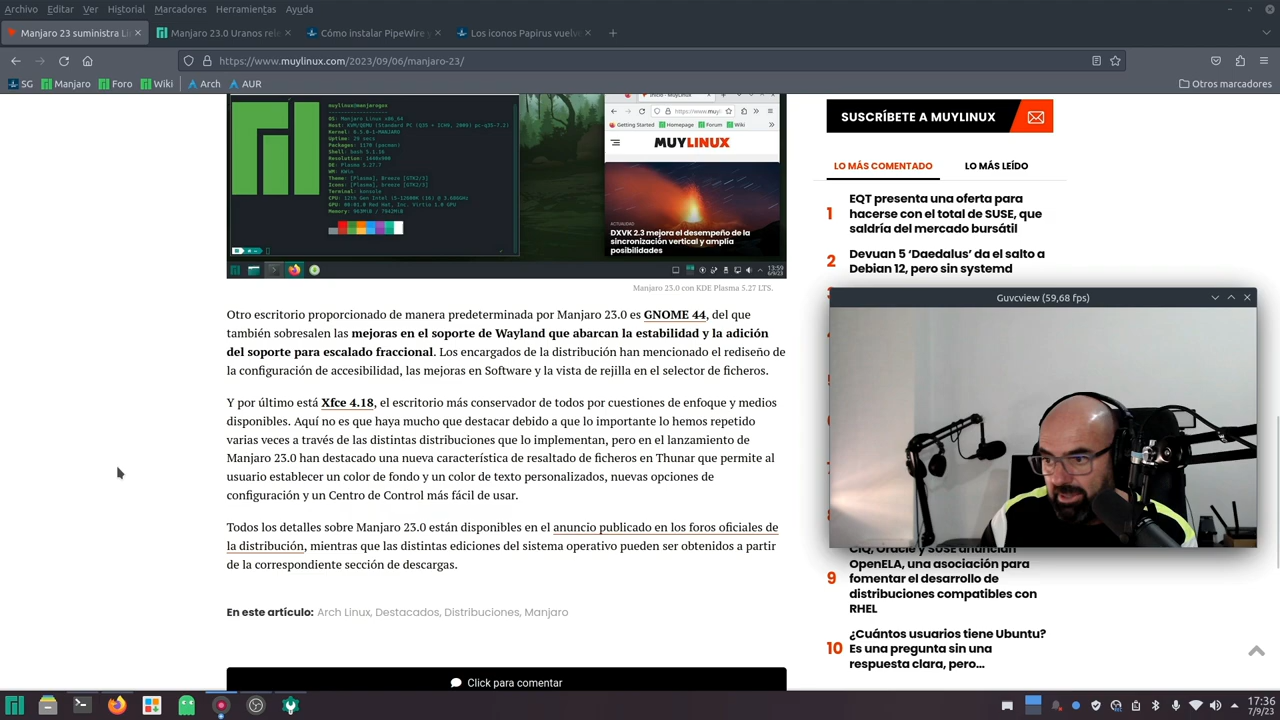 Archivo Editar Ver Historial Marcadores Herramientas Ayuda
Manjaro 23 suministra Li
Manjaro 23.0 Uranos rele
Cómo instalar PipeWire y
Los iconos Papirus vuelve
https://www.muylinux.com/2023/09/06/manjaro-23/
SG Manjaro Foro Wiki Arch AUR
Otros marcadores
Getting Started Homepage Forum Wiki
MUYLINUX
ACTUALIDAD
DXVK 2.3 mejora el desempeño de la
sincronización vertical y amplía
posibilidades
Manjaro 23.0 con KDE Plasma 5.27 LTS.
Otro escritorio proporcionado de manera predeterminada por Manjaro 23.0 es GNOME 44, del que
también sobresalen las mejoras en el soporte de Wayland que abarcan la estabilidad y la adición
del soporte para escalado fraccional. Los encargados de la distribución han mencionado el rediseño de
la configuración de accesibilidad, las mejoras en Software y la vista de rejilla en el selector de ficheros.
Y por último está Xfce 4.18, el escritorio más conservador de todos por cuestiones de enfoque y medios
disponibles. Aquí no es que haya mucho que destacar debido a que lo importante lo hemos repetido
varias veces a través de las distintas distribuciones que lo implementan, pero en el lanzamiento de
Manjaro 23.0 han destacado una nueva característica de resaltado de ficheros en Thunar que permite al
usuario establecer un color de fondo y un color de texto personalizados, nuevas opciones de
configuración y un Centro de Control más fácil de usar.
Todos los detalles sobre Manjaro 23.0 están disponibles en el anuncio publicado en los foros oficiales de
la distribución, mientras que las distintas ediciones del sistema operativo pueden ser obtenidos a partir
de la correspondiente sección de descargas.
En este artículo: Arch Linux, Destacados, Distribuciones, Manjaro
Click para comentar
SUSCRÍBETE A MUYLINUX
LO MÁS COMENTADO LO MÁS LEÍDO
1 EQT presenta una oferta para
hacerse con el total de SUSE, que
saldría del mercado bursátil
2 Devuan 5 ‘Daedalus’ da el salto a
Debian 12, pero sin systemd
Guvcview (59,68 fps)
CIQ, Oracle y SUSE anuncian
9 OpenELA, una asociación para
fomentar el desarrollo de
distribuciones compatibles con
RHEL
10 ¿Cuántos usuarios tiene Ubuntu?
Es una pregunta sin una
respuesta clara, pero...
17:36
7/9/23